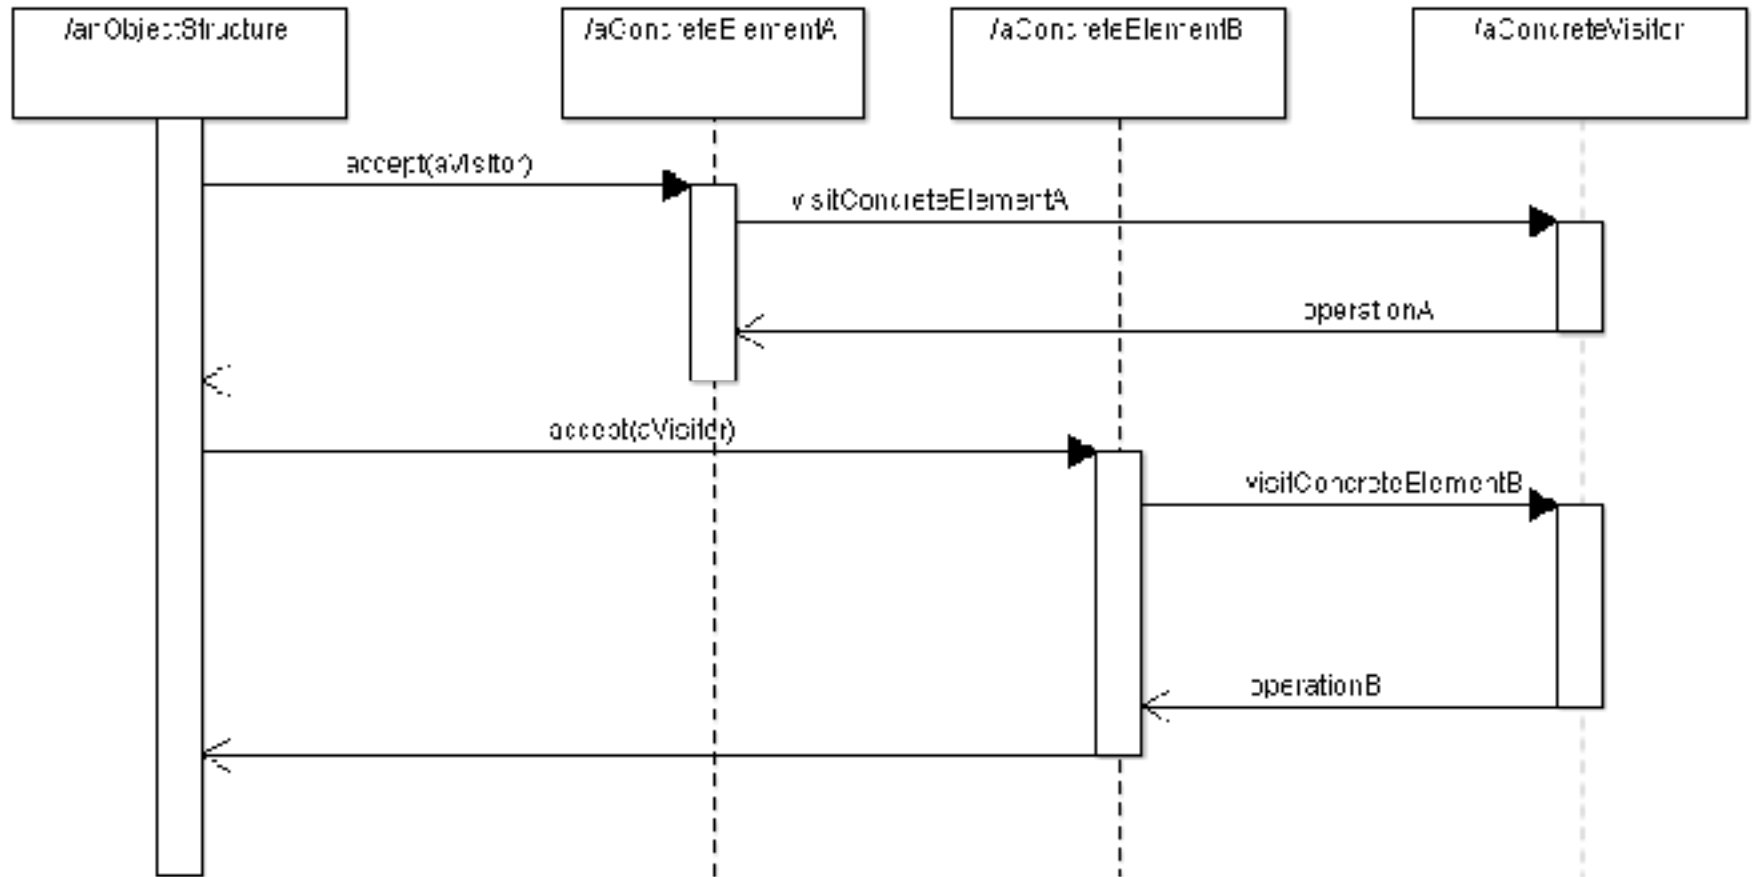 /anObjectStructure
/aConcreteElementA
/aConcreteElementB
/aConcreteVisitor
accept(aVisitor)
visitConcreteElementA
operationA
accept(aVisitor)
visitConcreteElementB
operationB